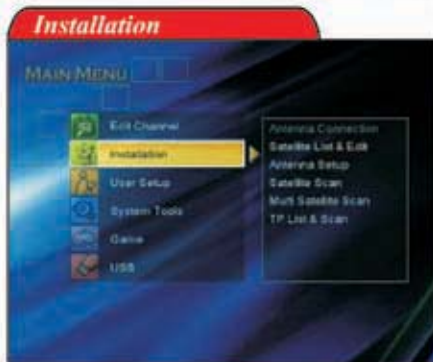 Installation
MAIN MENU
Edit Channel
Installation
User Setup
System Tools
Game
USB
Antenna Connection
Satellite List & Edit
Antenna Setup
Satellite Scan
Multi Satellite Scan
TP List & Scan